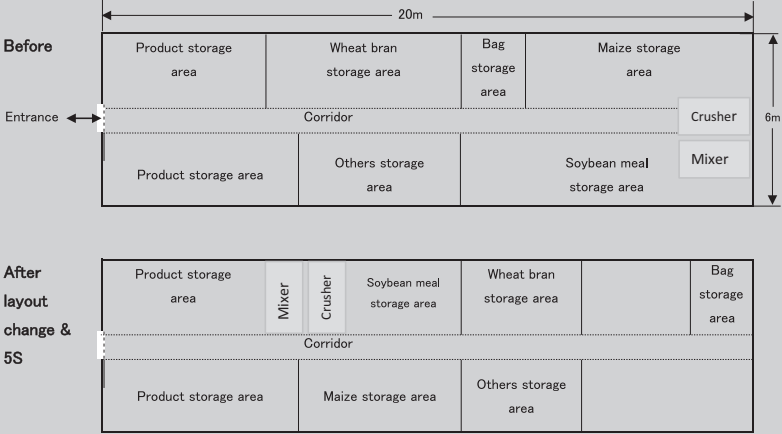 20m
Before
Product storage
area
Wheat bran
storage area
Bag
storage
area
Maize storage
area
Entrance
Corridor
Crusher
6m
Product storage area
Others storage
area
Soybean meal
storage area
Mixer
After
layout
change &
5S
Product storage
area
Mixer
Crusher
Soybean meal
storage area
Wheat bran
storage area
Bag
storage
area
Corridor
Product storage area
Maize storage area
Others storage
area